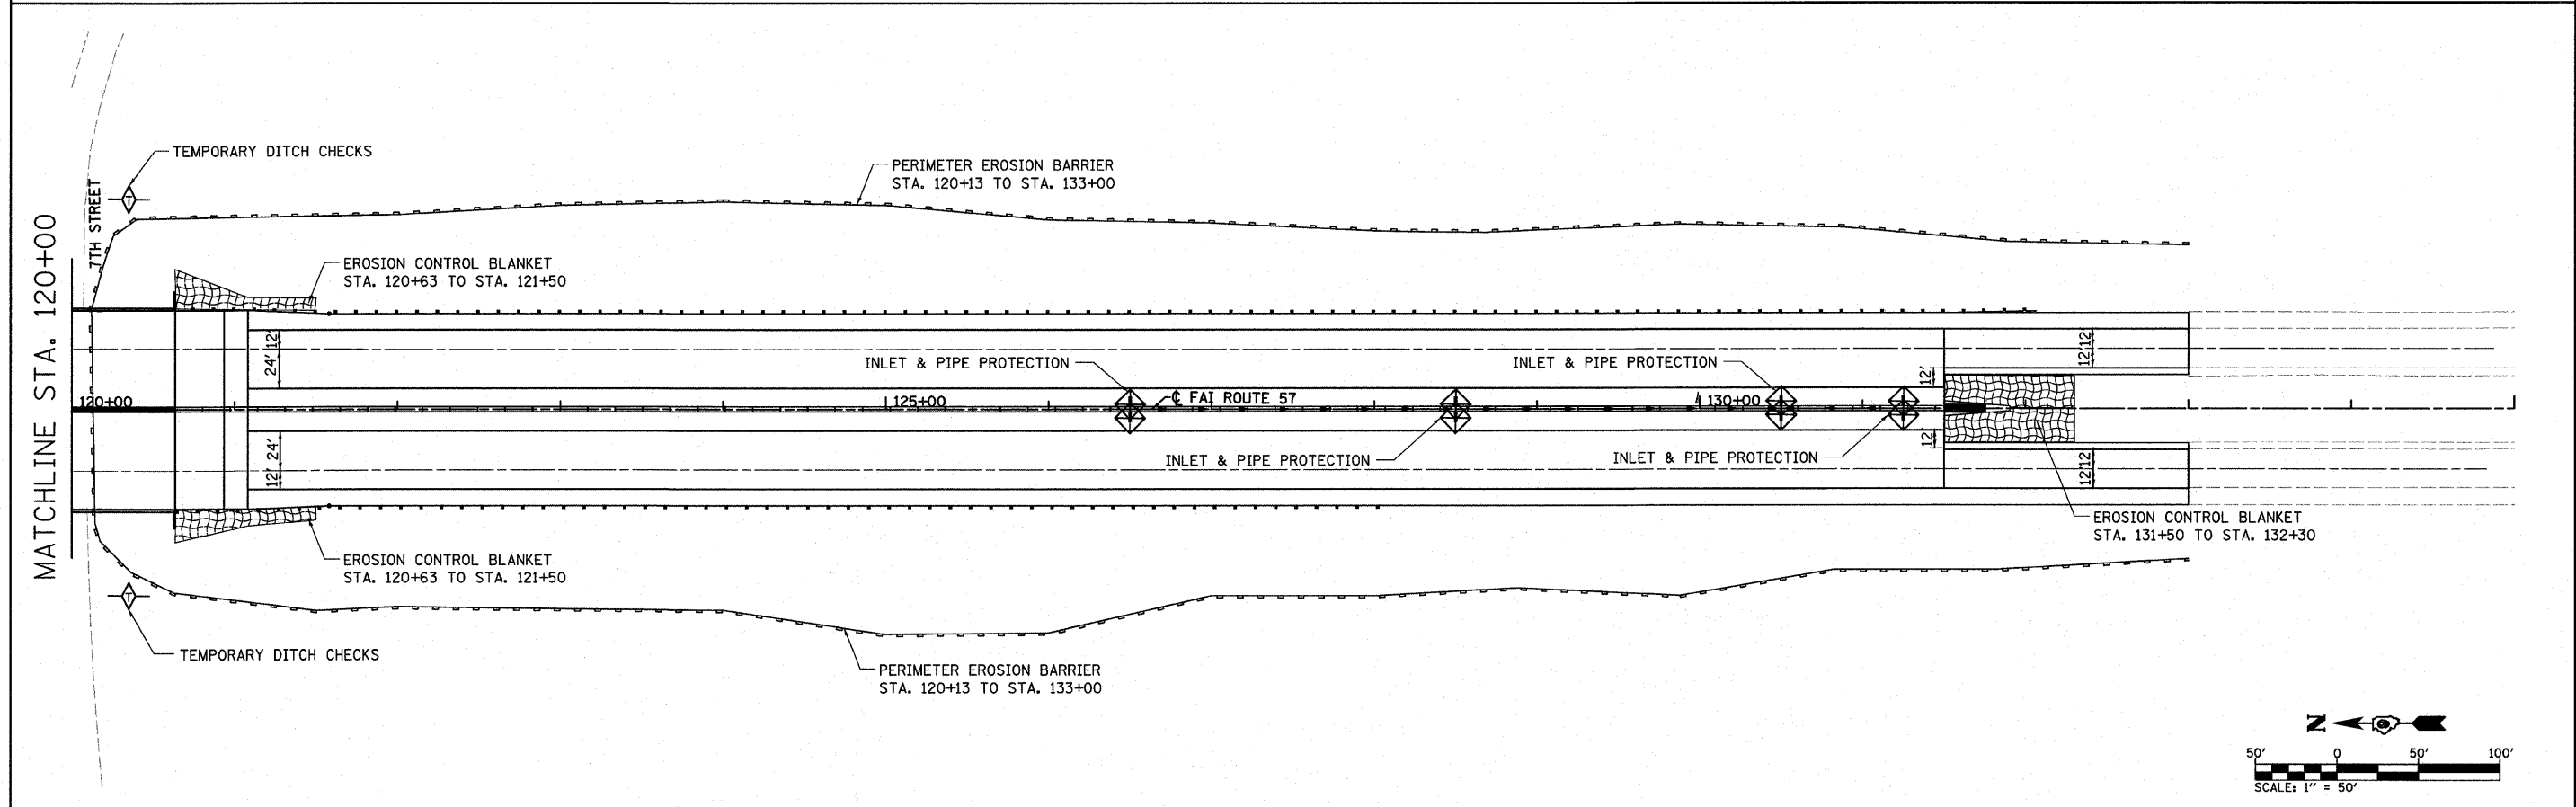 TEMPORARY DITCH CHECKS
PERIMETER EROSION BARRIER
STA. 120+13 TO STA. 133+00
7TH STREET
MATCHLINE STA. 120+00
EROSION CONTROL BLANKET
STA. 120+63 TO STA. 121+50
12'
24'
12'
12'
INLET & PIPE PROTECTION
INLET & PIPE PROTECTION
12'
120+00
125+00
℄ FAI ROUTE 57
130+00
24'
12'
12'
12'
12'
INLET & PIPE PROTECTION
INLET & PIPE PROTECTION
EROSION CONTROL BLANKET
STA. 131+50 TO STA. 132+30
EROSION CONTROL BLANKET
STA. 120+63 TO STA. 121+50
T
T
TEMPORARY DITCH CHECKS
PERIMETER EROSION BARRIER
STA. 120+13 TO STA. 133+00
N
50' 0 50' 100'
SCALE: 1" = 50'